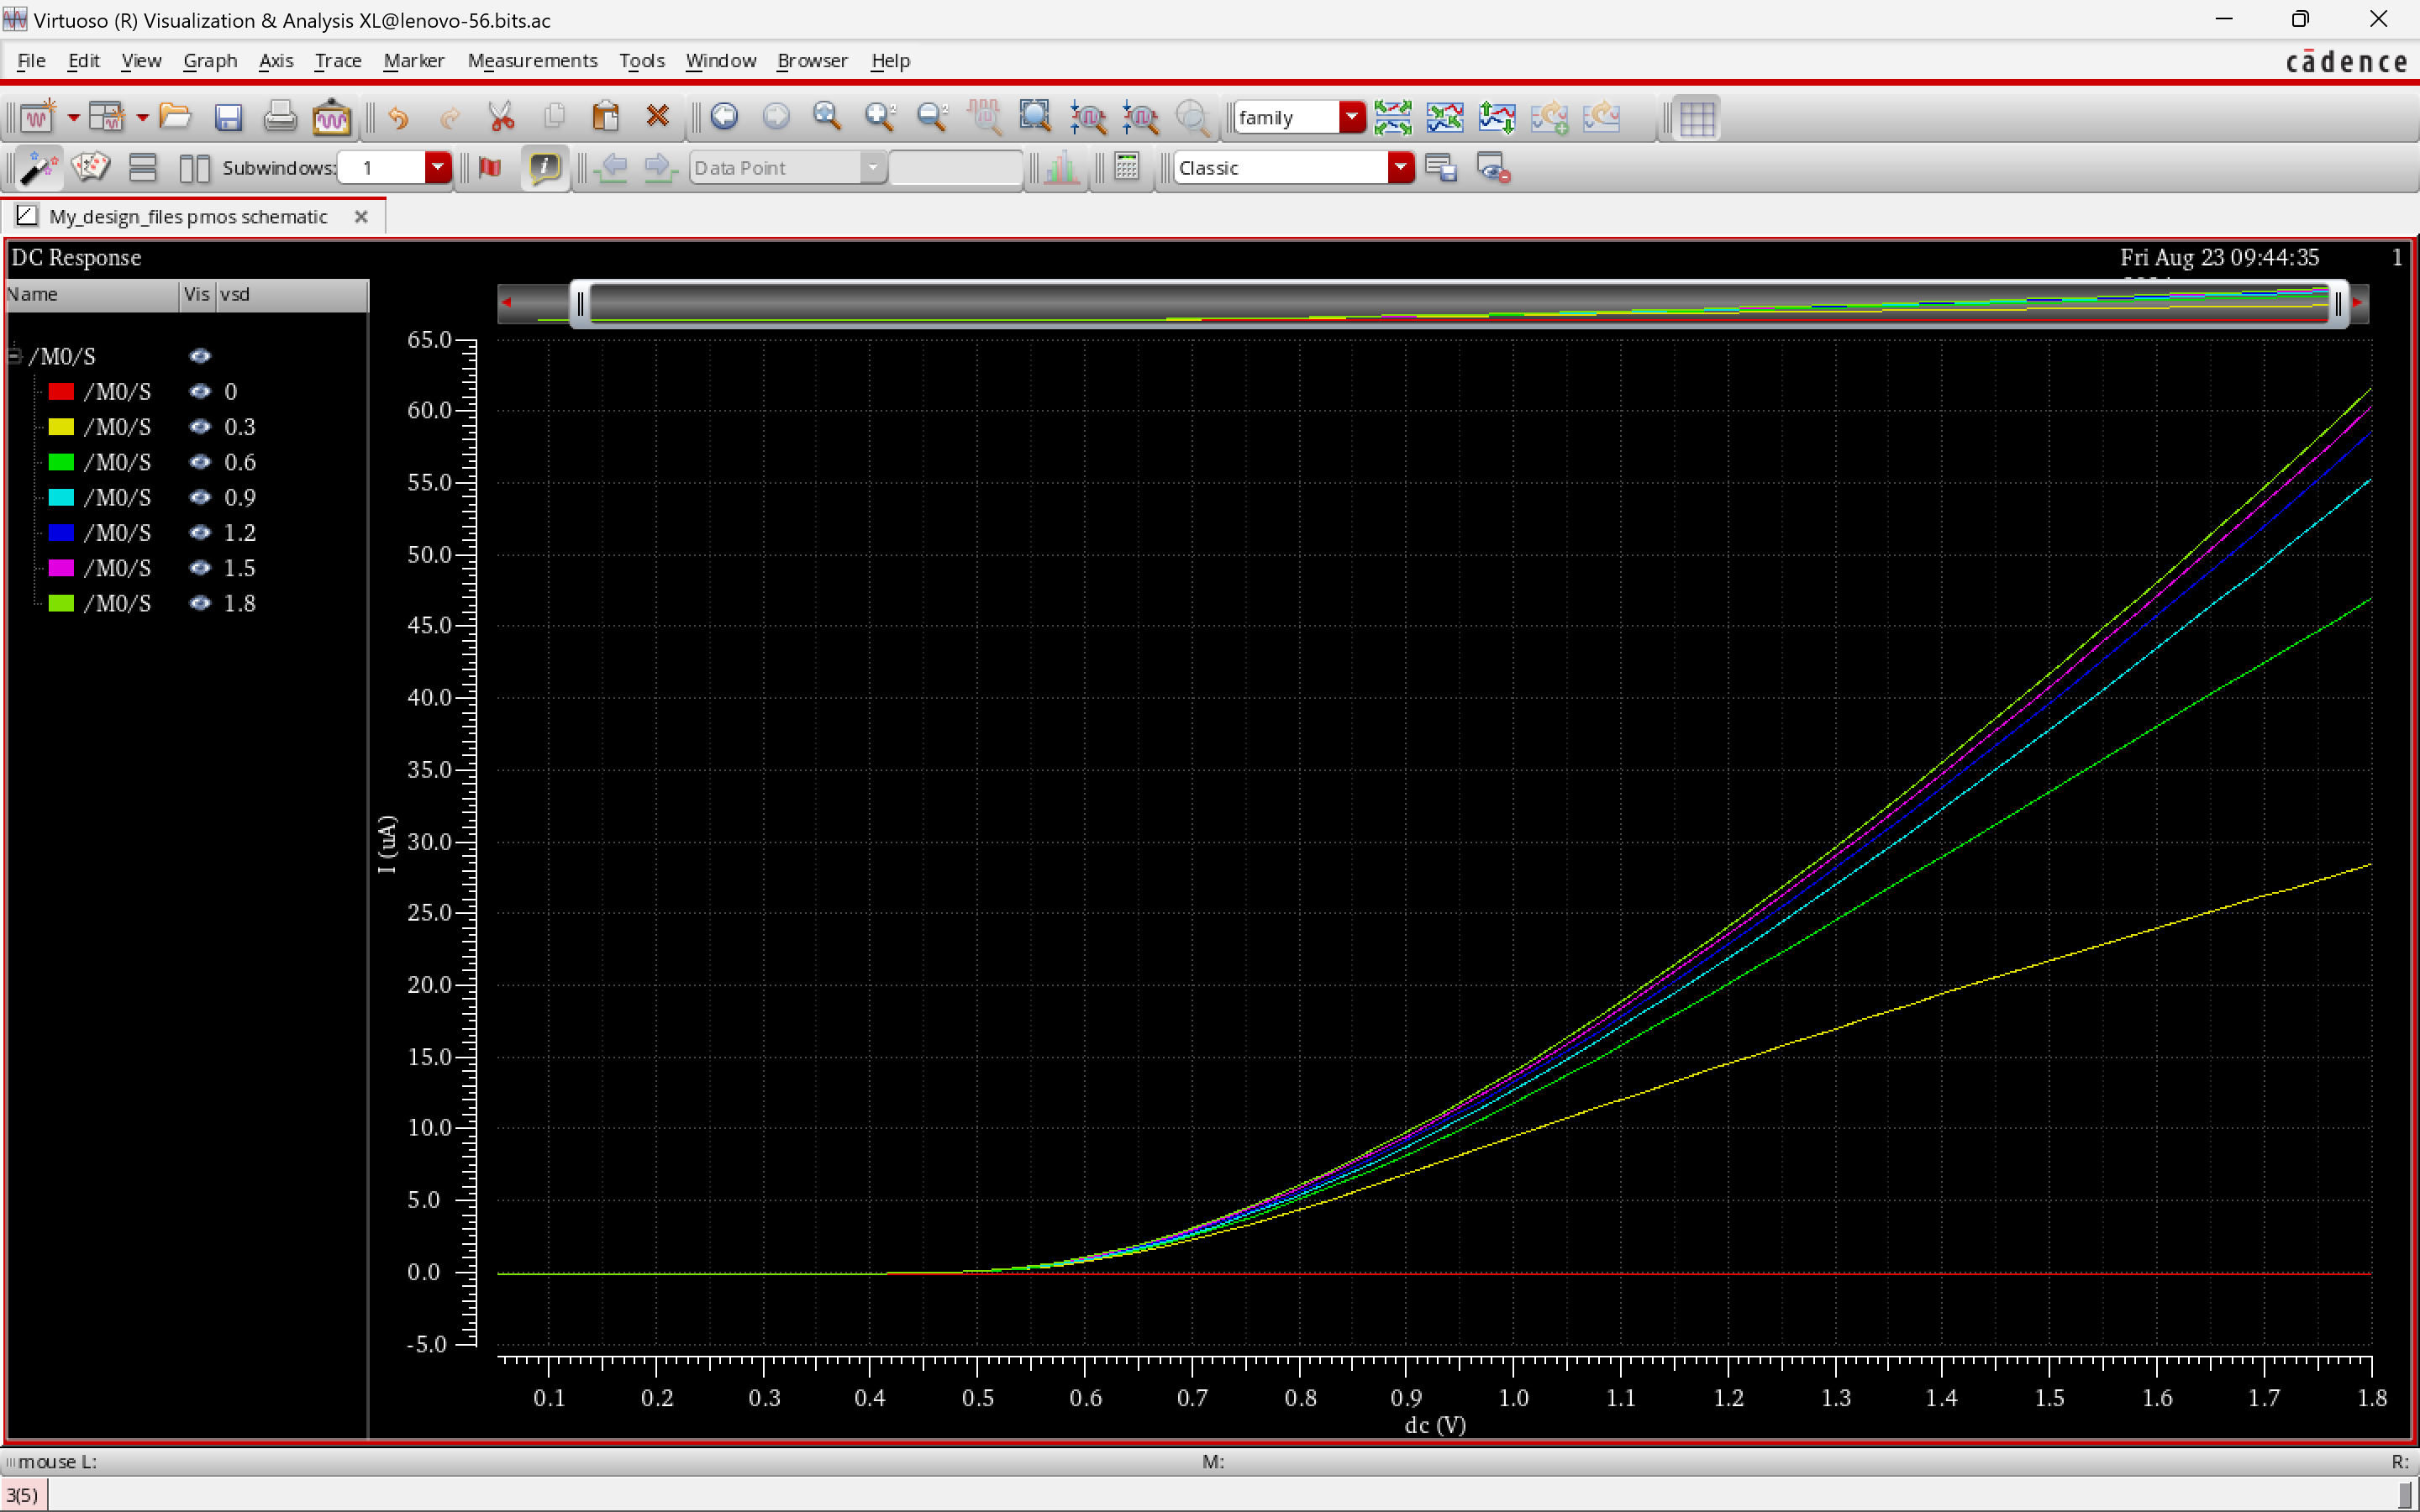 Virtuoso (R) Visualization & Analysis XL@lenovo-56.bits.ac
File Edit View Graph Axis Trace Marker Measurements Tools Window Browser Help
cādence
family
Subwindows: 1
Data Point
Classic
My_design_files pmos schematic
DC Response
Fri Aug 23 09:44:35
1
Name Vis vsd
/M0/S
/M0/S 0
/M0/S 0.3
/M0/S 0.6
/M0/S 0.9
/M0/S 1.2
/M0/S 1.5
/M0/S 1.8
I (uA)
65.0
60.0
55.0
50.0
45.0
40.0
35.0
30.0
25.0
20.0
15.0
10.0
5.0
0.0
-5.0
0.1 0.2 0.3 0.4 0.5 0.6 0.7 0.8 0.9 1.0 1.1 1.2 1.3 1.4 1.5 1.6 1.7 1.8
dc (V)
mouse L: M: R:
3(5)